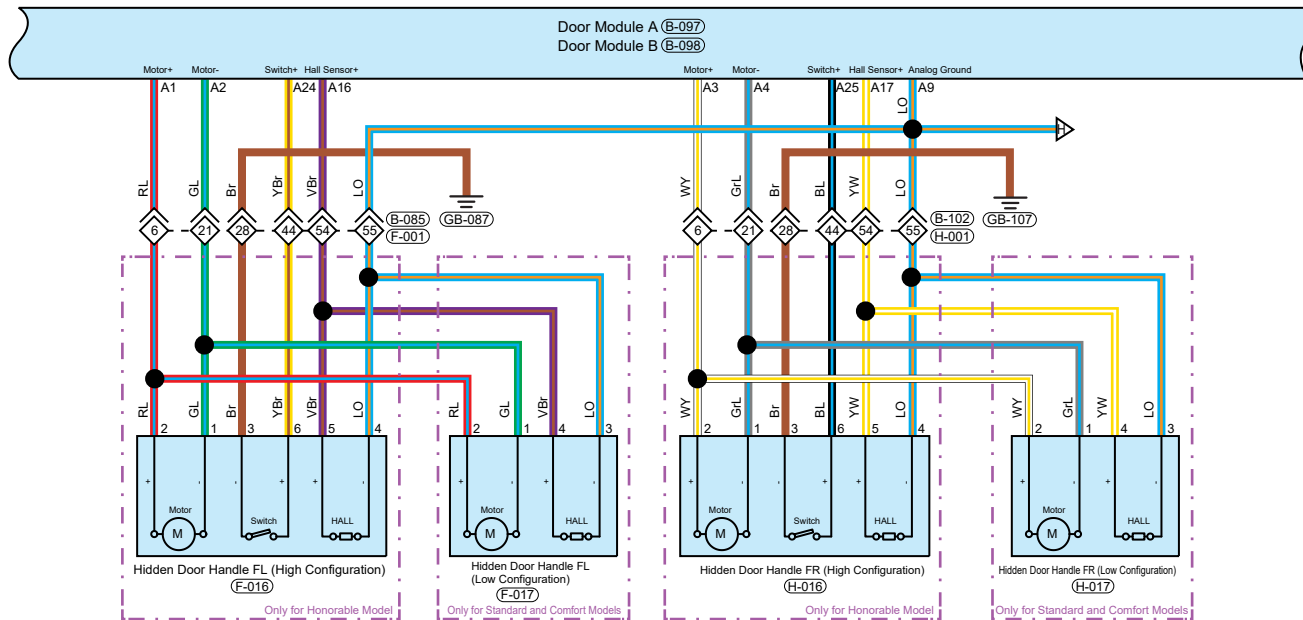 Door Module A B-097
Door Module B B-098
Motor+ Motor- Switch+ Hall Sensor+ Motor+ Motor- Switch+ Hall Sensor+ Analog Ground
A1 A2 A24 A16 A3 A4 A25 A17 A9
LO
H
RL GL Br YBr VBr LO WY GrL Br BL YW LO
B-085 GB-087 B-102 GB-107
6 21 28 44 54 55 6 21 28 44 54 55
F-001 H-001
RL GL Br YBr VBr LO RL GL VBr LO WY GrL Br BL YW LO WY GrL YW LO
2 1 3 6 5 4 2 1 4 3 2 1 3 6 5 4 2 1 4 3
+ - - + + - + - + - + - - + + - + - + -
Motor Switch HALL Motor HALL Motor Switch HALL Motor HALL
M M M M
Hidden Door Handle FL (High Configuration)
F-016
Hidden Door Handle FL
(Low Configuration)
F-017
Hidden Door Handle FR (High Configuration)
H-016
Hidden Door Handle FR (Low Configuration)
H-017
Only for Honorable Model
Only for Standard and Comfort Models
Only for Honorable Model
Only for Standard and Comfort Models